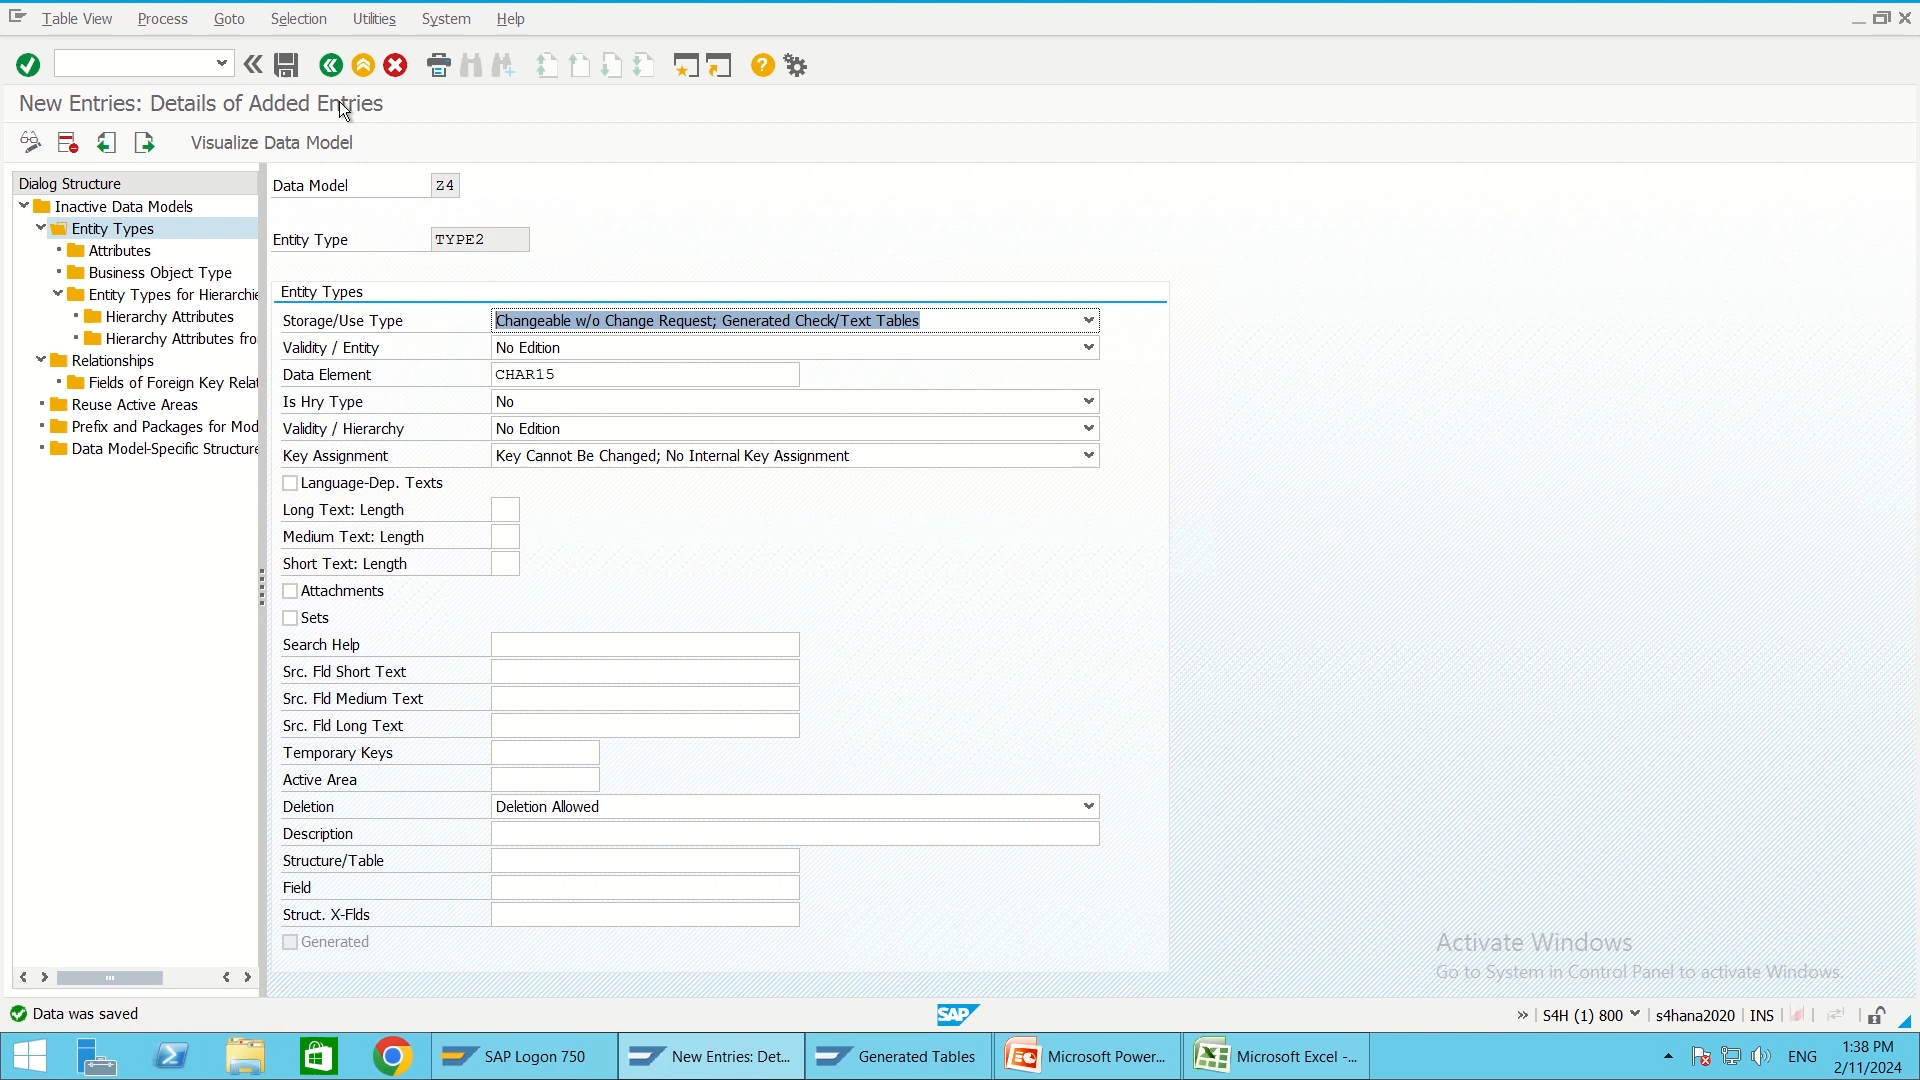 Table View Process Goto Selection Utilities System Help
New Entries: Details of Added Entries
Visualize Data Model
Dialog Structure
Inactive Data Models
Entity Types
Attributes
Business Object Type
Entity Types for Hierarchie
Hierarchy Attributes
Hierarchy Attributes fro
Relationships
Fields of Foreign Key Relat
Reuse Active Areas
Prefix and Packages for Mod
Data Model-Specific Structure
Data Model Z4
Entity Type TYPE2
Entity Types
Storage/Use Type Changeable w/o Change Request; Generated Check/Text Tables
Validity / Entity No Edition
Data Element CHAR15
Is Hry Type No
Validity / Hierarchy No Edition
Key Assignment Key Cannot Be Changed; No Internal Key Assignment
Language-Dep. Texts
Long Text: Length
Medium Text: Length
Short Text: Length
Attachments
Sets
Search Help
Src. Fld Short Text
Src. Fld Medium Text
Src. Fld Long Text
Temporary Keys
Active Area
Deletion Deletion Allowed
Description
Structure/Table
Field
Struct. X-Flds
Generated
Activate Windows
Go to System in Control Panel to activate Windows.
Data was saved
SAP
S4H (1) 800 s4hana2020 INS
SAP Logon 750
New Entries: Det...
Generated Tables
Microsoft Power...
Microsoft Excel -...
ENG
1:38 PM
2/11/2024